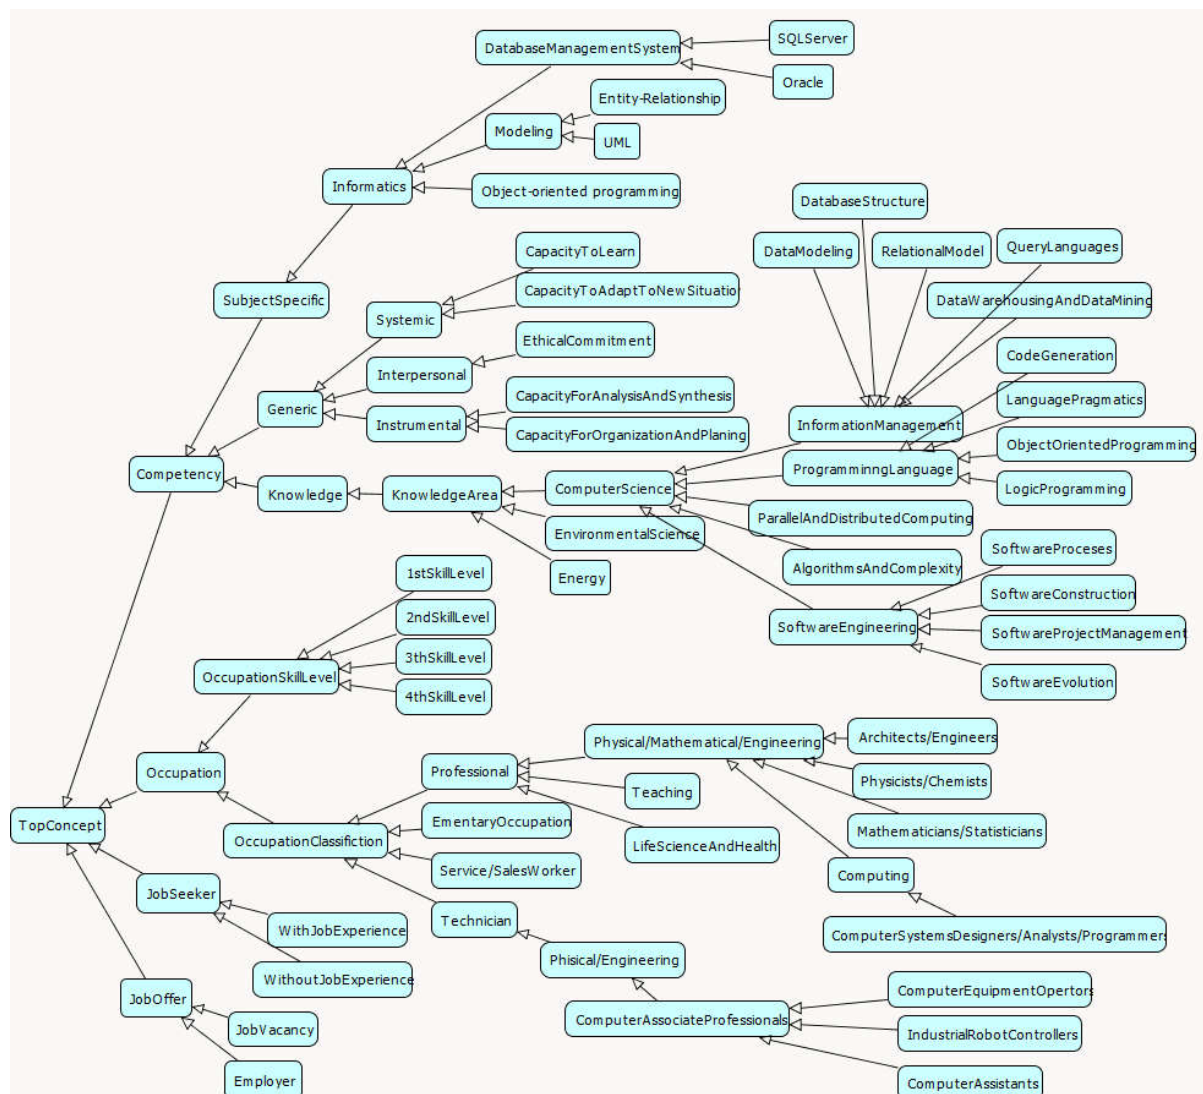 DatabaseManagementSystem
SQLServer
Oracle
Entity-Relationship
Modeling
UML
Informatics
Object-oriented programming
SubjectSpecific
CapacityToLearn
CapacityToAdaptToNewSituation
Systemic
EthicalCommitment
Interpersonal
Generic
CapacityForAnalysisAndSynthesis
Instrumental
CapacityForOrganizationAndPlaning
Competency
Knowledge
KnowledgeArea
ComputerScience
EnvironmentalScience
Energy
DatabaseStructure
DataModeling
RelationalModel
QueryLanguages
DataWarehousingAndDataMining
InformationManagement
CodeGeneration
LanguagePragmatics
PrograminngLanguage
ObjectOrientedProgramming
LogicProgramming
ParallelAndDistributedComputing
AlgorithmsAndComplexity
SoftwareProceses
SoftwareConstruction
SoftwareEngineering
SoftwareProjectManagement
SoftwareEvolution
1stSkillLevel
2ndSkillLevel
3thSkillLevel
4thSkillLevel
OccupationSkillLevel
Occupation
TopConcept
OccupationClassifiction
Professional
Physical/Mathematical/Engineering
Architects/Engineers
Physicists/Chemists
Mathematicians/Statisticians
Teaching
LifeScienceAndHealth
Computing
ComputerSystemsDesigners/Analysts/Programmers
EmentaryOccupation
Service/SalesWorker
Technician
Phisical/Engineering
ComputerAssociateProfessionals
ComputerEquipmentOpertors
IndustrialRobotControllers
ComputerAssistants
JobSeeker
WithJobExperience
WithoutJobExperience
JobOffer
JobVacancy
Employer